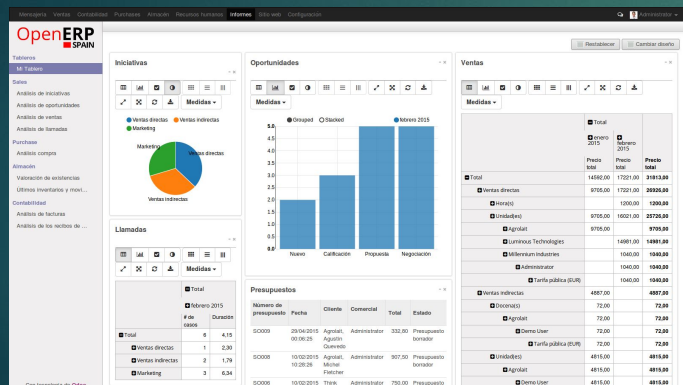 Mensajería Ventas Contabilidad Purchases Almacén Recursos humanos Informes Sitio web Configuración Administrator
OpenERP
SPAIN
Restablecer Cambiar diseño
Tableros
Mi Tablero
Sales
Análisis de iniciativas
Análisis de oportunidades
Análisis de ventas
Análisis de llamadas
Purchase
Análisis compra
Almacén
Valoración de existencias
Últimos inventarios y movi...
Contabilidad
Análisis de facturas
Análisis de los recibos de ...
Con tecnología de Odoo
Iniciativas
Medidas
Ventas directas Ventas indirectas
Marketing
Marketing
Ventas directas
Ventas indirectas
Llamadas
Medidas
Total
febrero 2015
# de casos Duración
Total 6 4,15
Ventas directas 1 2,30
Ventas indirectas 2 1,79
Marketing 3 6,34
Oportunidades
Medidas
Grouped Stacked febrero 2015
5.0
4.5
4.0
3.5
3.0
2.5
2.0
1.5
1.0
0.5
0.0
Nuevo Calificación Propuesta Negociación
Presupuestos
Número de presupuesto Fecha Cliente Comercial Total Estado
SO009 29/04/2015 Agrolait, Administrator 332,80 Presupuesto
00:06:25 Agustin borrador
Quevedo
SO008 10/02/2015 Agrolait, Administrator 567,50 Presupuesto
10:28:26 Michel borrador
Fletcher
SO006 10/02/2015 Think Administrator 750,00 Presupuesto
Ventas
Medidas
Total
enero 2015 febrero 2015
Precio total Precio total Precio total
Total 14592,00 17221,00 31813,00
Ventas directas 9705,00 17221,00 26926,00
Hora(s) 1200,00 1200,00
Unidad(es) 9705,00 16021,00 25726,00
Agrolait 9705,00 9705,00
Luminous Technologies 14981,00 14981,00
Millennium Industries 1040,00 1040,00
Administrator 1040,00 1040,00
Tarifa pública (EUR) 1040,00 1040,00
Ventas indirectas 4887,00 4887,00
Docena(s) 72,00 72,00
Agrolait 72,00 72,00
Demo User 72,00 72,00
Tarifa pública (EUR) 72,00 72,00
Unidad(es) 4815,00 4815,00
Agrolait 4815,00 4815,00
Demo User 4815,00 4815,00